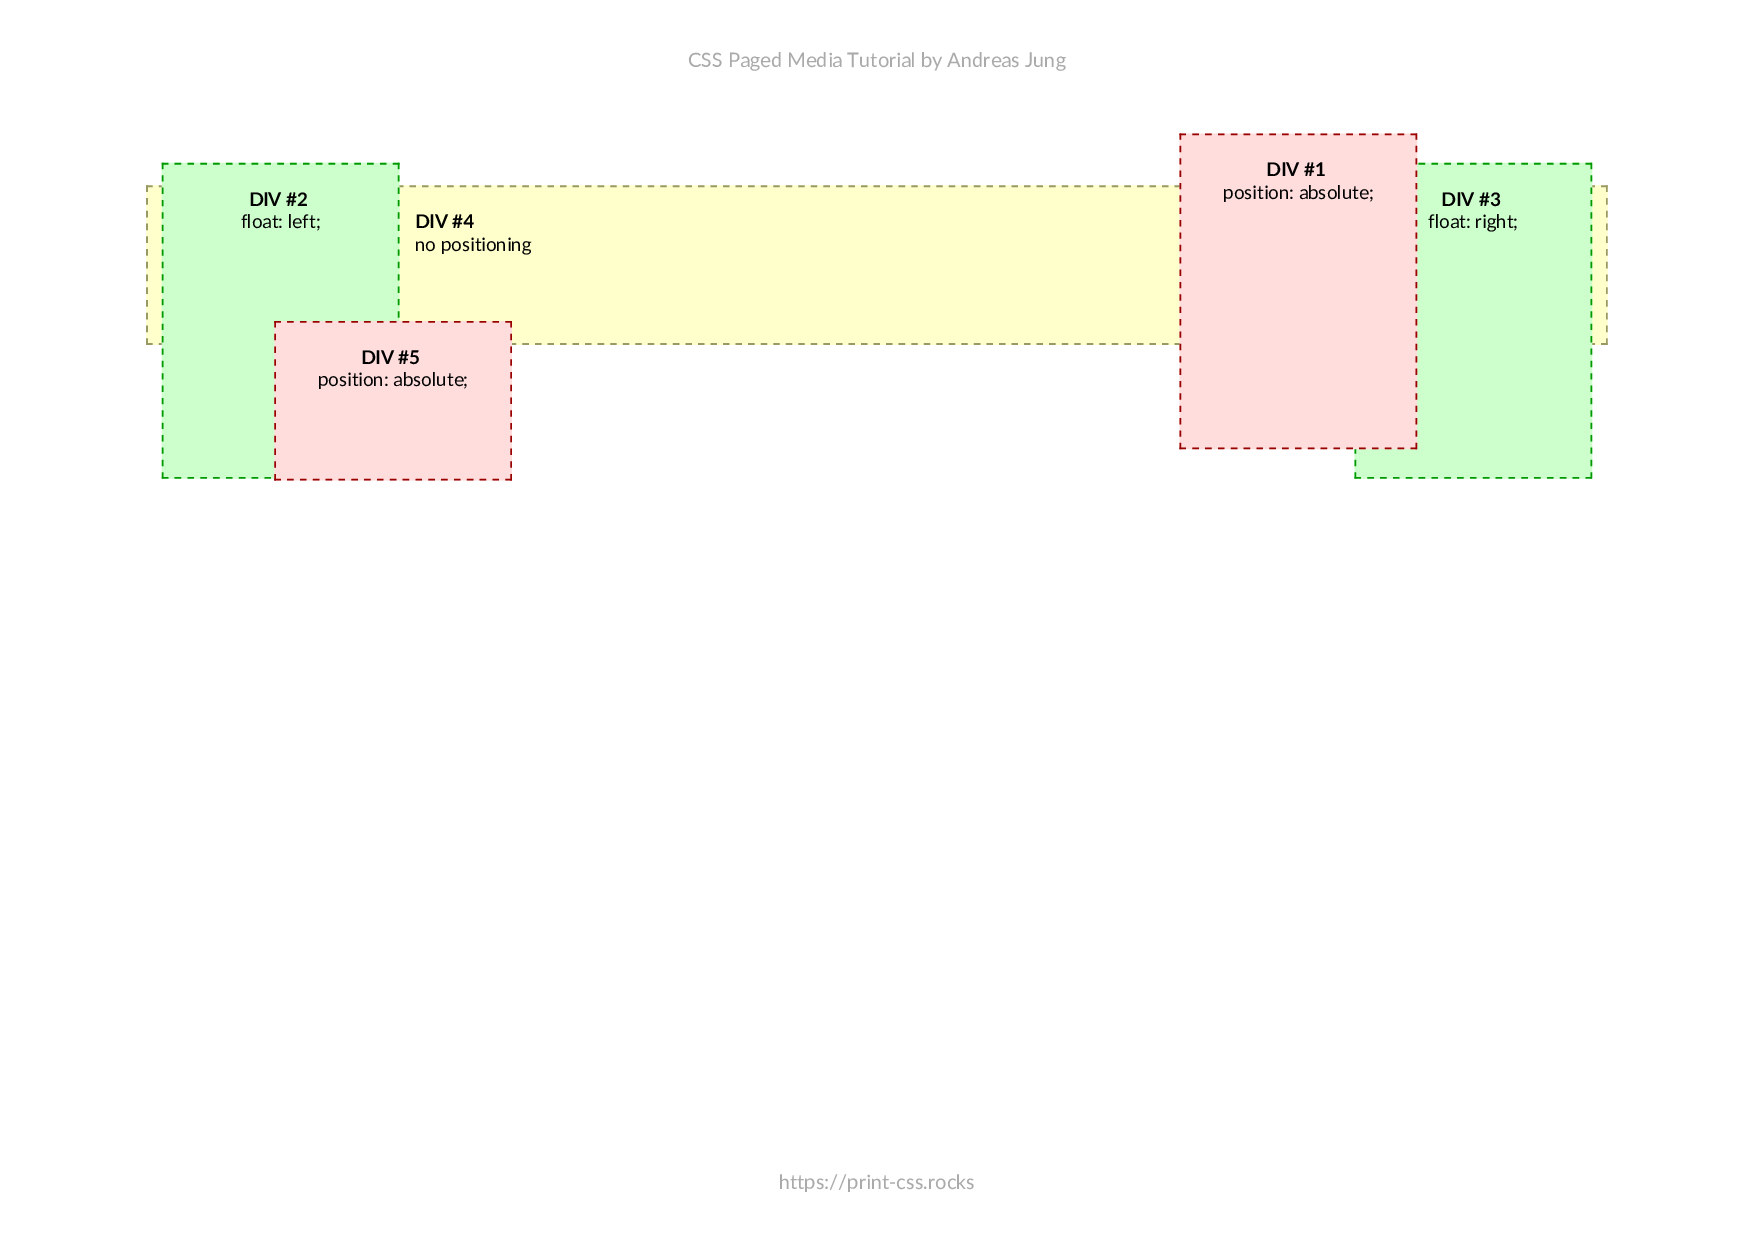 CSS Paged Media Tutorial by Andreas Jung
DIV #2
float: left;
DIV #4
no positioning
DIV #5
position: absolute;
DIV #1
position: absolute;
DIV #3
float: right;
https://print-css.rocks